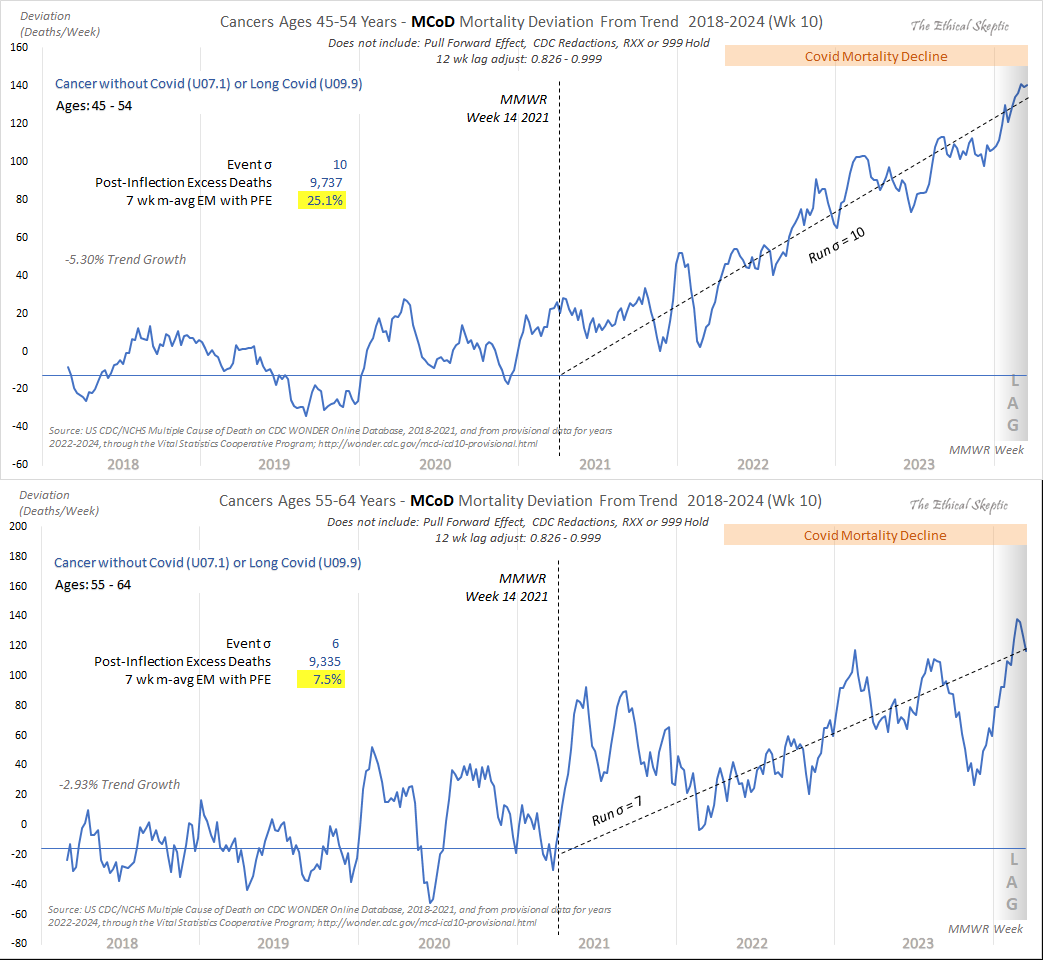 Deviation
(Deaths/Week)
Cancers Ages 45-54 Years - MCoD Mortality Deviation From Trend 2018-2024 (Wk 10)
The Ethical Skeptic
Does not include: Pull Forward Effect, CDC Redactions, RXX or 999 Hold
12 wk lag adjust: 0.826 - 0.999
Covid Mortality Decline
Cancer without Covid (U07.1) or Long Covid (U09.9)
Ages: 45 - 54
MMWR
Week 14 2021
Event σ 10
Post-Inflection Excess Deaths 9,737
7 wk m-avg EM with PFE 25.1%
-5.30% Trend Growth
Run σ = 10
160
140
120
100
80
60
40
20
0
-20
-40
-60
L
A
G
Source: US CDC/NCHS Multiple Cause of Death on CDC WONDER Online Database, 2018-2021, and from provisional data for years
2022-2024, through the Vital Statistics Cooperative Program; http://wonder.cdc.gov/mcd-icd10-provisional.html
MMWR Week
2018 2019 2020 2021 2022 2023
Deviation
(Deaths/Week)
Cancers Ages 55-64 Years - MCoD Mortality Deviation From Trend 2018-2024 (Wk 10)
The Ethical Skeptic
Does not include: Pull Forward Effect, CDC Redactions, RXX or 999 Hold
12 wk lag adjust: 0.826 - 0.999
Covid Mortality Decline
Cancer without Covid (U07.1) or Long Covid (U09.9)
Ages: 55 - 64
MMWR
Week 14 2021
Event σ 6
Post-Inflection Excess Deaths 9,335
7 wk m-avg EM with PFE 7.5%
-2.93% Trend Growth
Run σ = 7
200
180
160
140
120
100
80
60
40
20
0
-20
-40
-60
-80
L
A
G
Source: US CDC/NCHS Multiple Cause of Death on CDC WONDER Online Database, 2018-2021, and from provisional data for years
2022-2024, through the Vital Statistics Cooperative Program; http://wonder.cdc.gov/mcd-icd10-provisional.html
MMWR Week
2018 2019 2020 2021 2022 2023